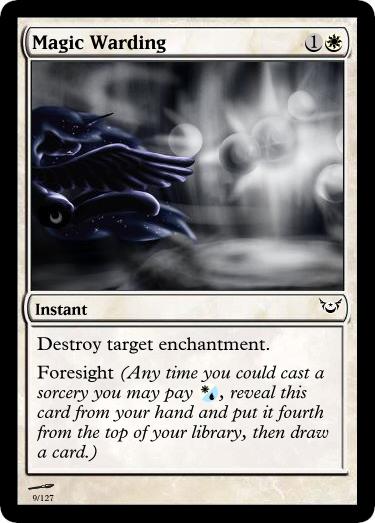 Magic Warding 1
Instant
Destroy target enchantment.
Foresight (Any time you could cast a
sorcery you may pay , reveal this
card from your hand and put it fourth
from the top of your library, then draw
a card.)
9/127